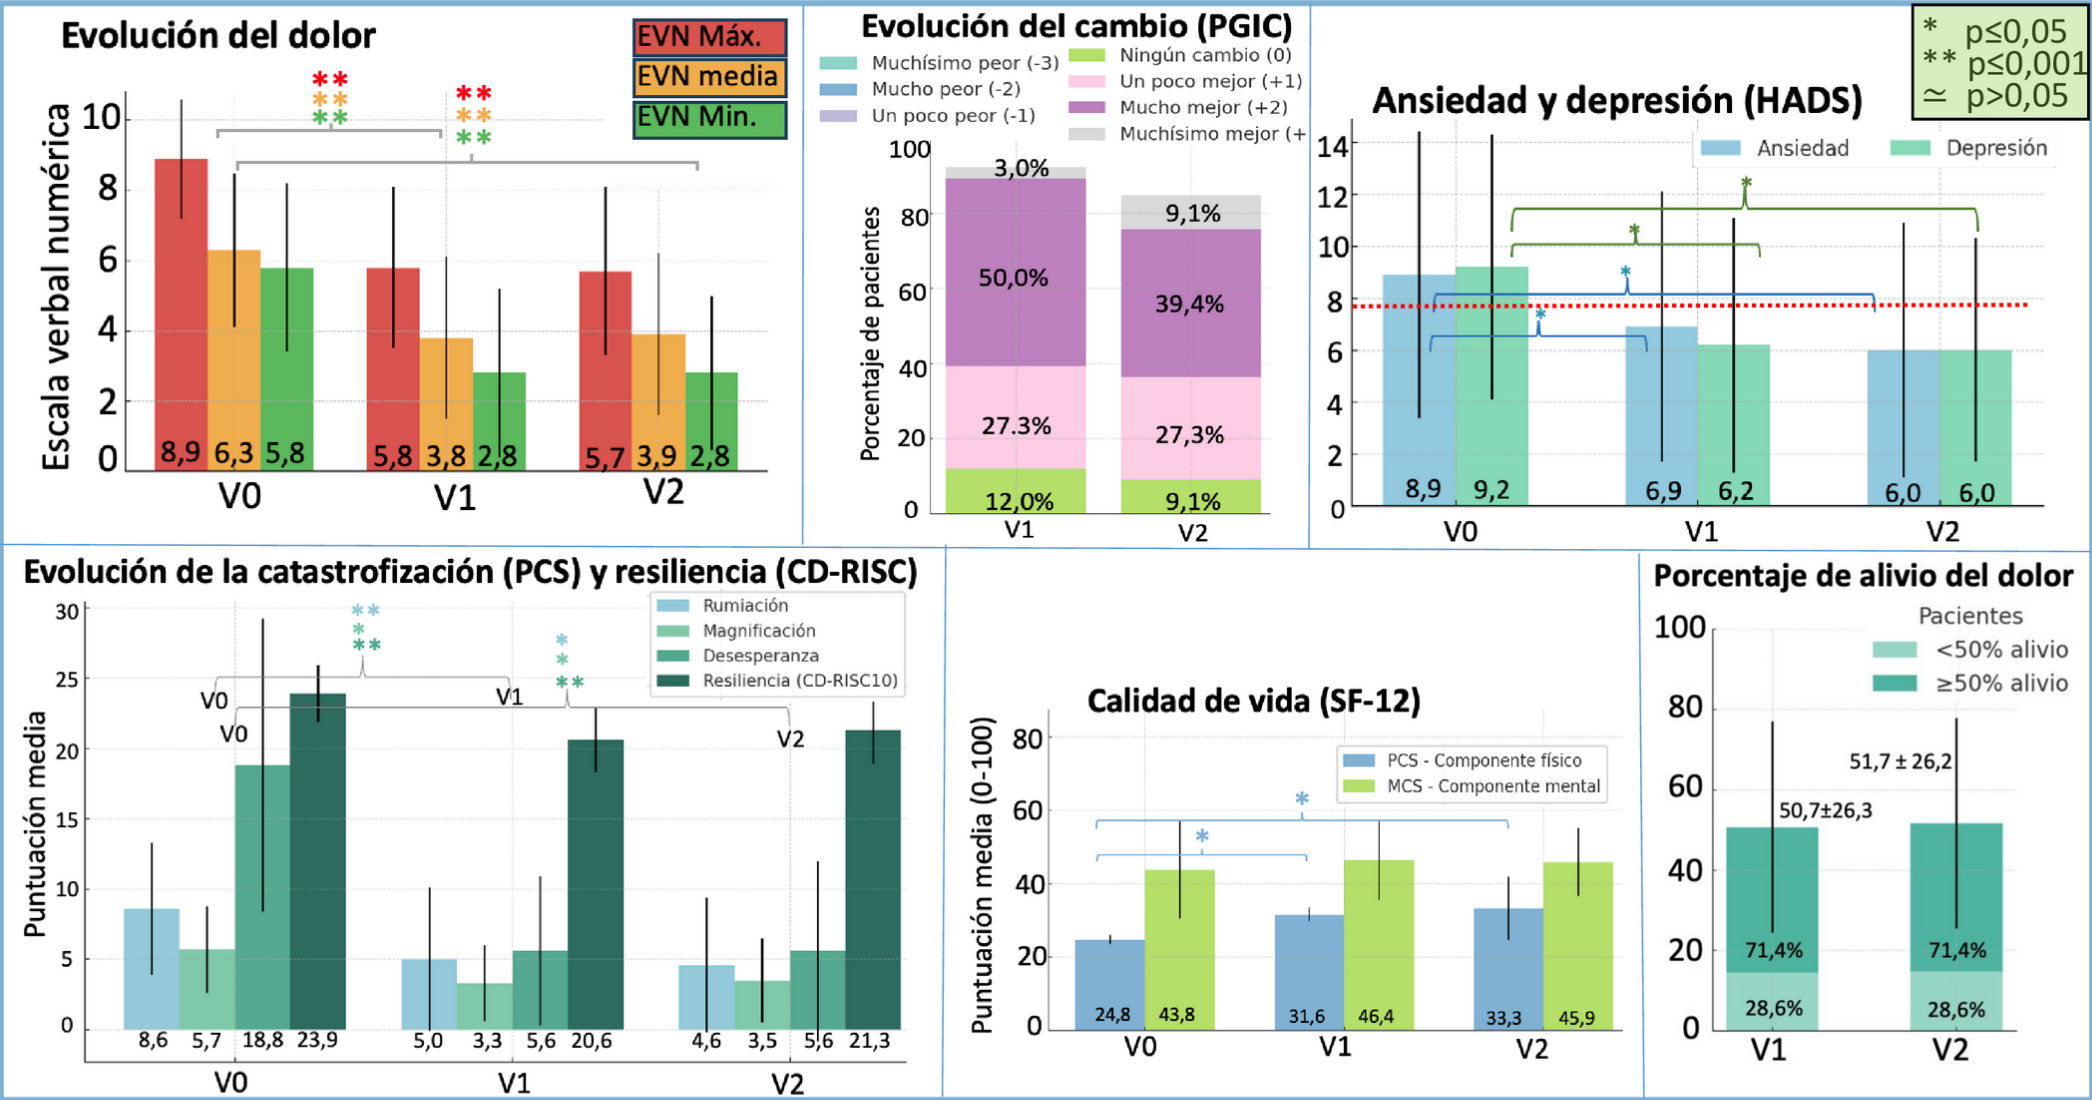 Evolución del dolor
EVN Máx.
EVN media
EVN Min.
**
**
**
**
**
**
Escala verbal numérica
10
8
6
4
2
0
8,9 6,3 5,8
5,8 3,8 2,8
5,7 3,9 2,8
V0 V1 V2
Evolución del cambio (PGIC)
Muchísimo peor (-3)
Mucho peor (-2)
Un poco peor (-1)
Ningún cambio (0)
Un poco mejor (+1)
Mucho mejor (+2)
Muchísimo mejor (+
Porcentaje de pacientes
100
80
60
40
20
0
3,0%
50,0%
27.3%
12,0%
9,1%
39,4%
27,3%
9,1%
V1 V2
* p≤0,05
** p≤0,001
≃ p>0,05
Ansiedad y depresión (HADS)
Ansiedad Depresión
14
12
10
8
6
4
2
0
*
*
*
*
8,9 9,2
6,9 6,2
6,0 6,0
V0 V1 V2
Evolución de la catastrofización (PCS) y resiliencia (CD-RISC)
Rumiación
Magnificación
Desesperanza
Resiliencia (CD-RISC10)
**
*
**
*
*
**
V0 V1
V0 V2
Puntuación media
30
25
20
15
10
5
0
8,6 5,7 18,8 23,9
5,0 3,3 5,6 20,6
4,6 3,5 5,6 21,3
V0 V1 V2
Calidad de vida (SF-12)
PCS - Componente físico
MCS - Componente mental
Puntuación media (0-100)
80
60
40
20
0
*
*
24,8 43,8
31,6 46,4
33,3 45,9
V0 V1 V2
Porcentaje de alivio del dolor
Pacientes
<50% alivio
≥50% alivio
100
80
60
40
20
0
51,7 ± 26,2
50,7±26,3
71,4% 71,4%
28,6% 28,6%
V1 V2